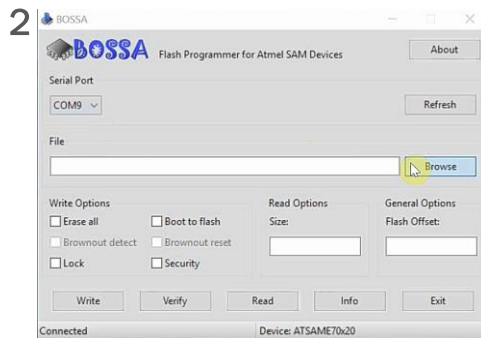 2
BOSSA
BOSSA Flash Programmer for Atmel SAM Devices About
Serial Port
COM9 Refresh
File
Browse
Write Options Read Options General Options
Erase all Boot to flash Size: Flash Offset:
Brownout detect Brownout reset
Lock Security
Write Verify Read Info Exit
Connected Device: ATSAME70x20